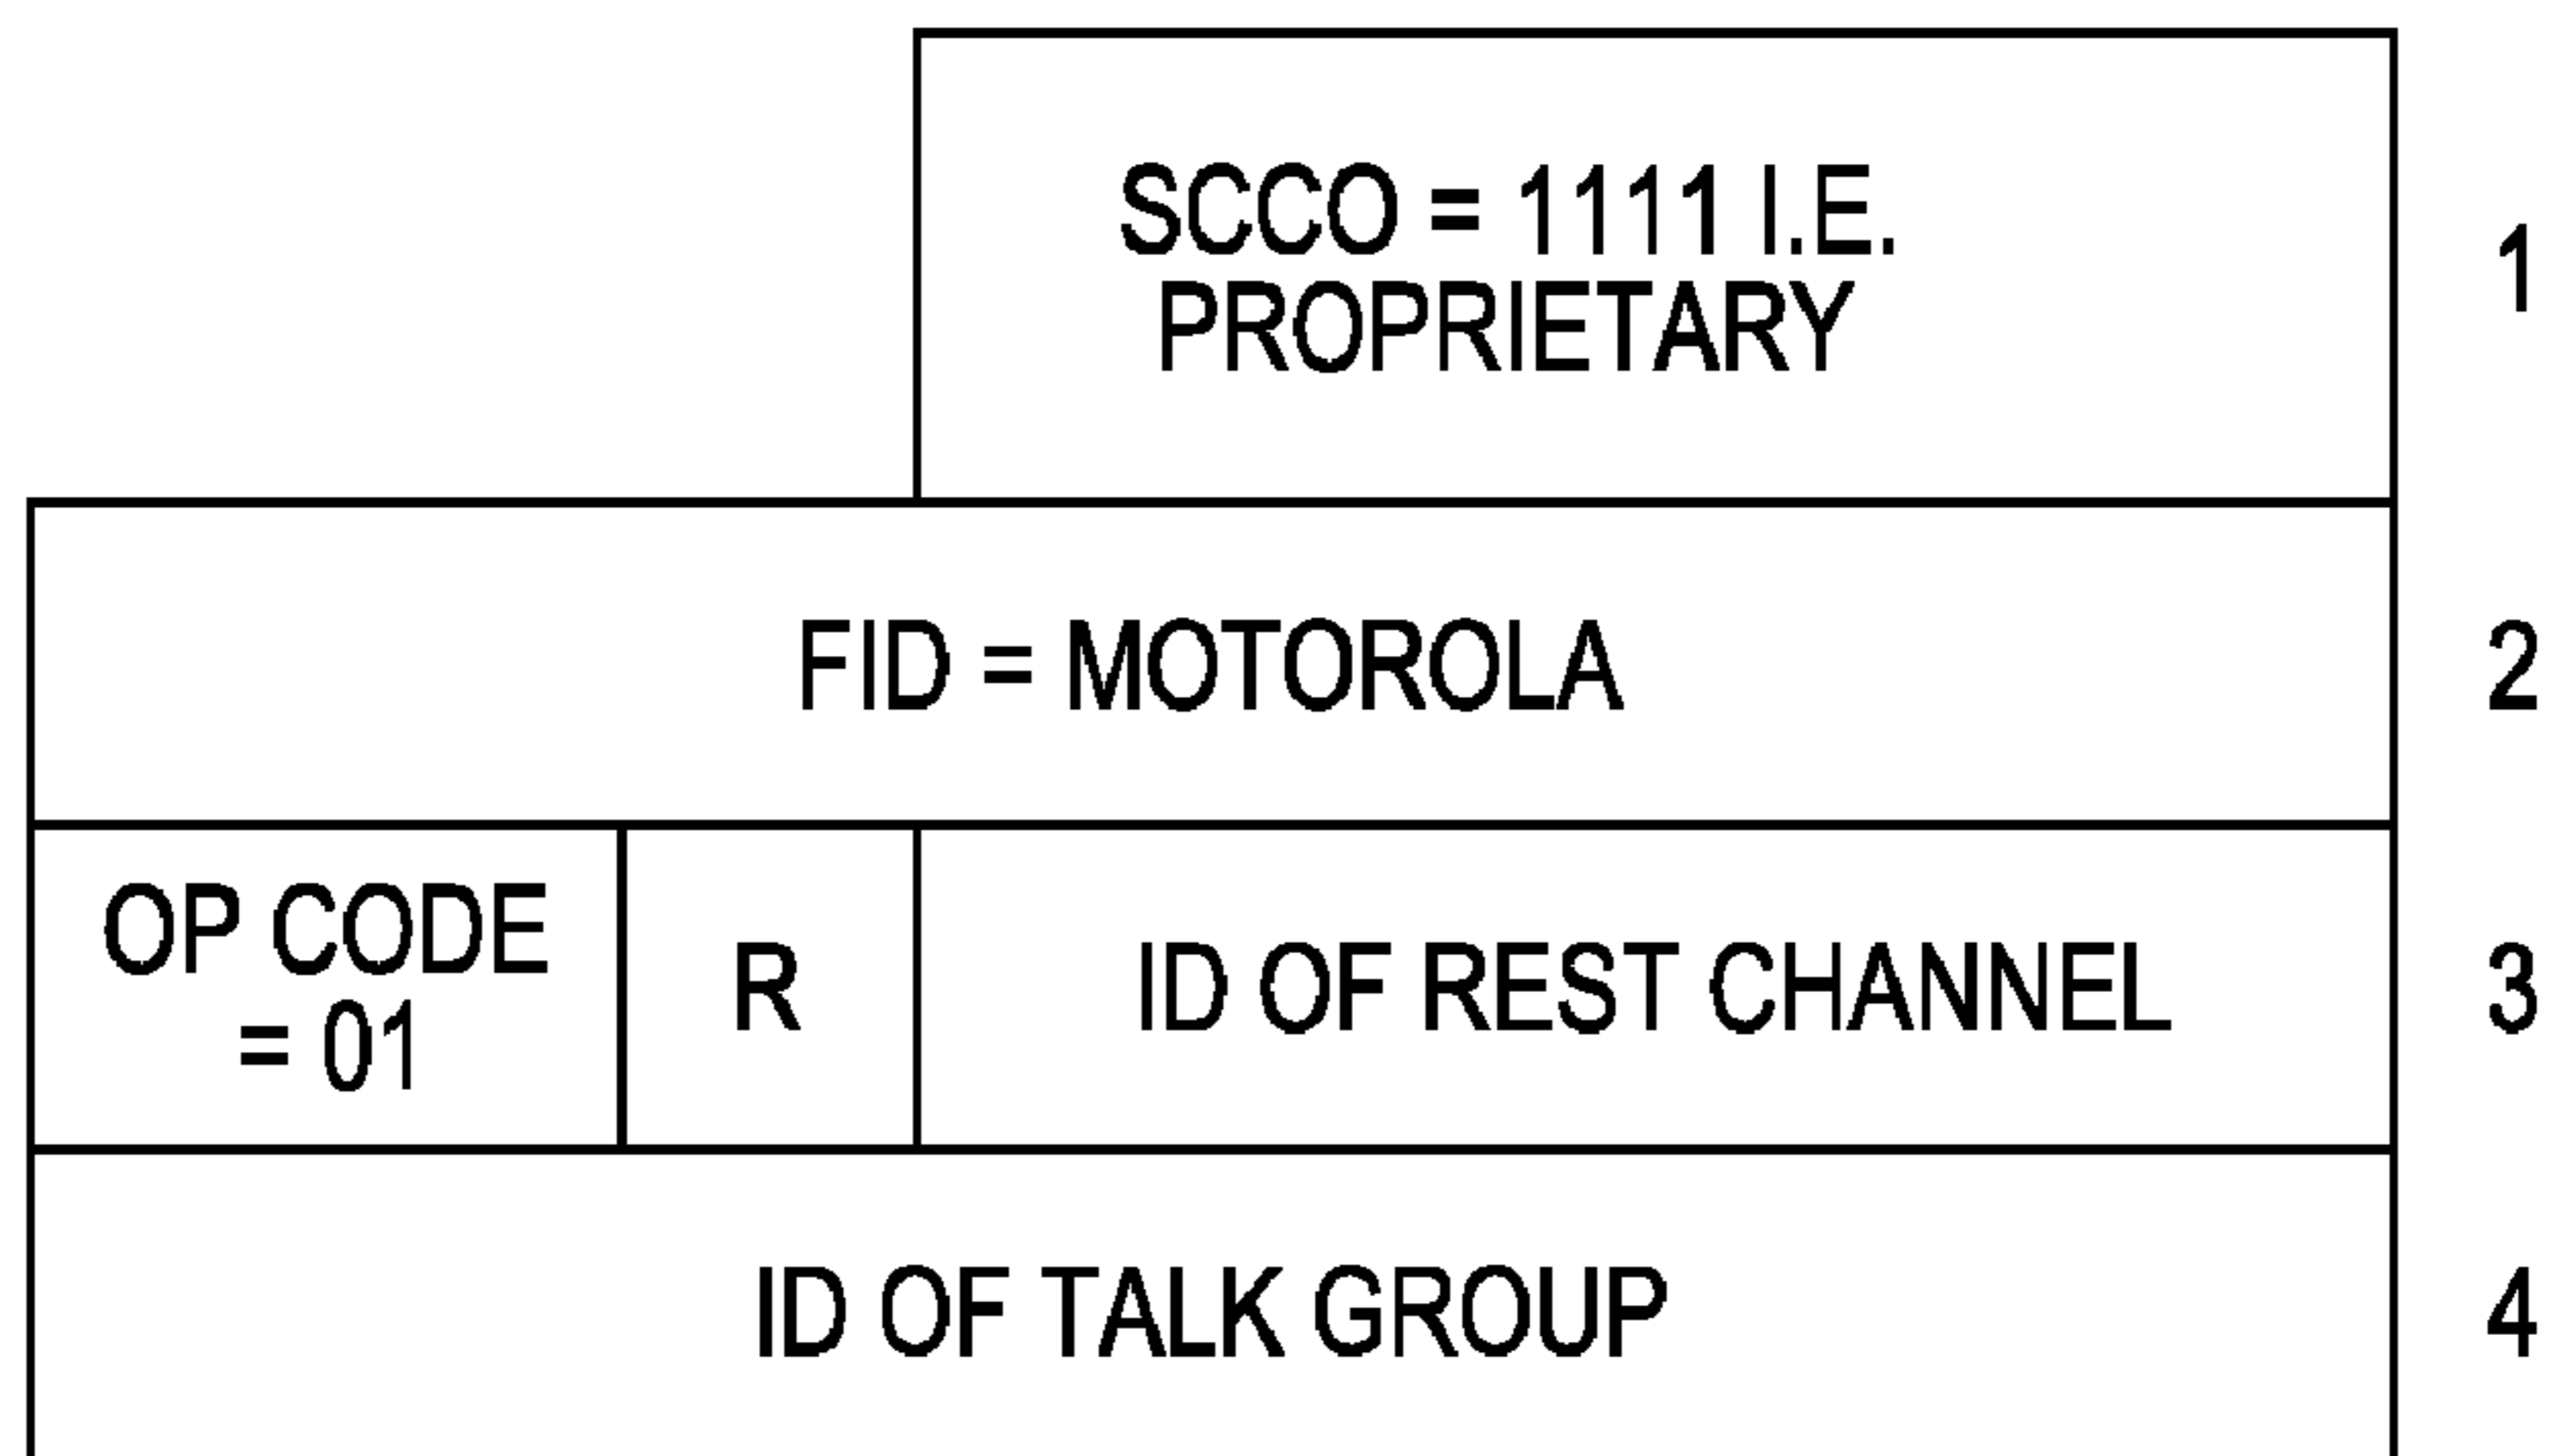 SCCO = 1111 I.E.
PROPRIETARY
1
FID = MOTOROLA
2
OP CODE
= 01
R
ID OF REST CHANNEL
3
ID OF TALK GROUP
4